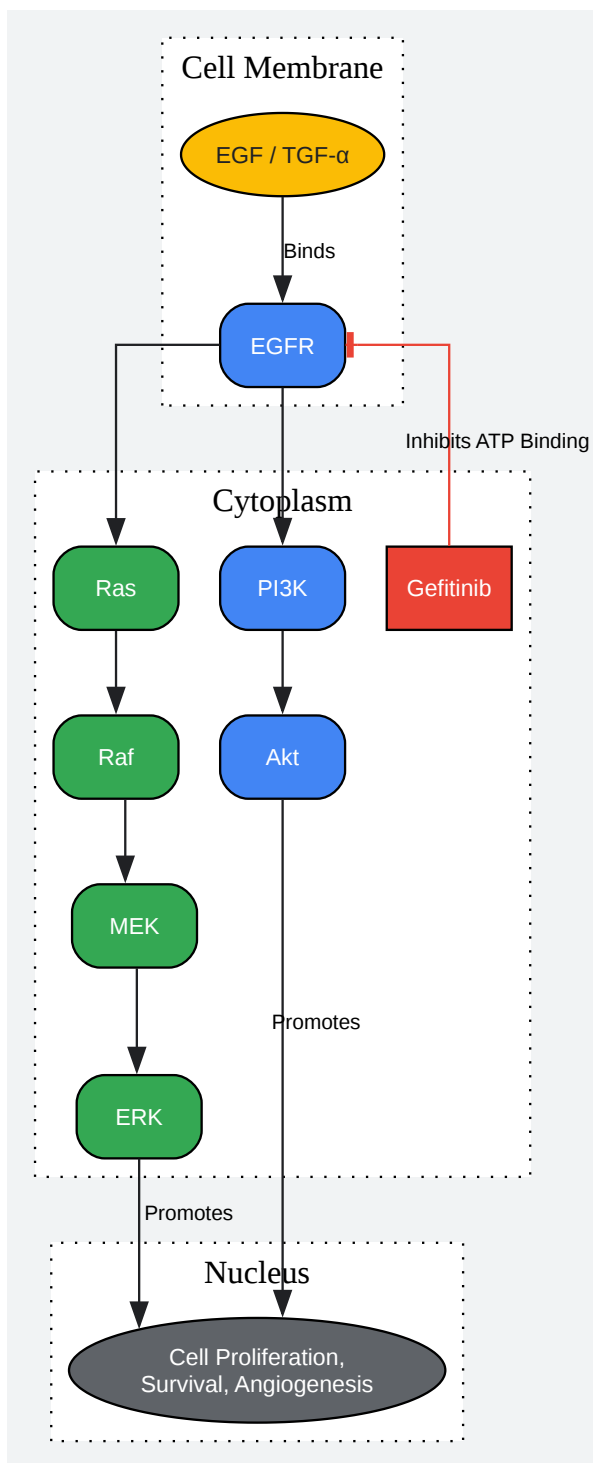 Cell Membrane
EGF / TGF-α
Binds
EGFR
Inhibits ATP Binding
Cytoplasm
Ras
PI3K
Gefitinib
Raf
Akt
MEK
Promotes
ERK
Promotes
Nucleus
Cell Proliferation,
Survival, Angiogenesis